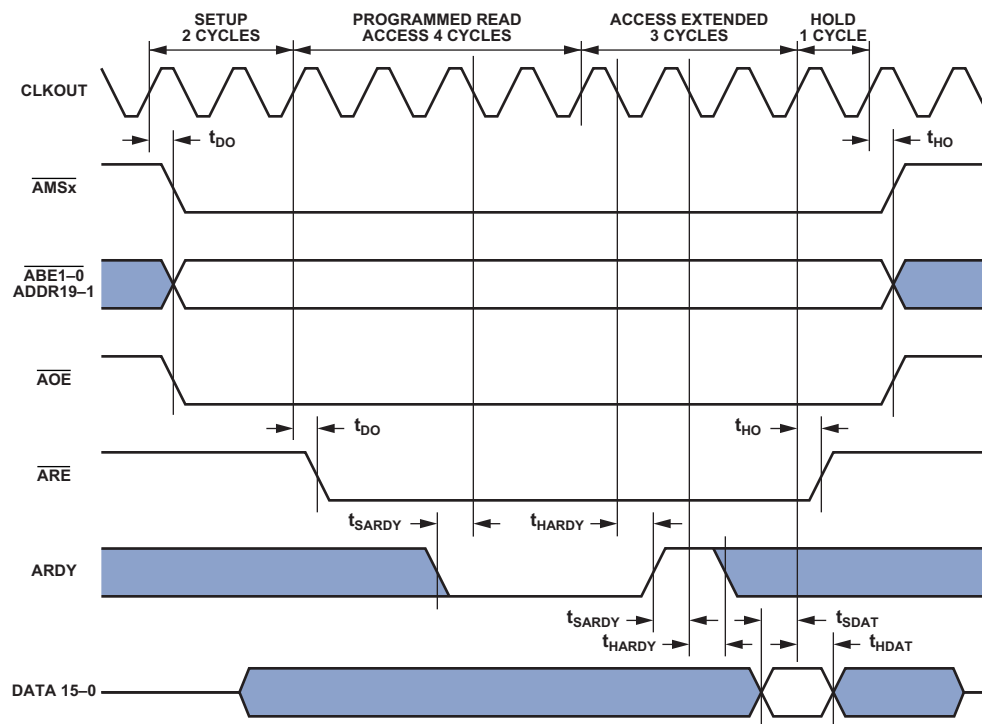 SETUP
2 CYCLES
PROGRAMMED READ
ACCESS 4 CYCLES
ACCESS EXTENDED
3 CYCLES
HOLD
1 CYCLE
CLKOUT
tDO
tHO
AMSx
ABE1–0
ADDR19–1
AOE
tDO
tHO
ARE
tSARDY
tHARDY
ARDY
tSARDY
tSDAT
tHARDY
tHDAT
DATA 15–0